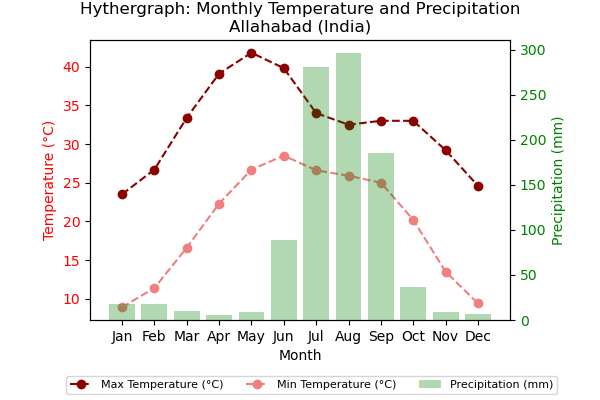 Hythergraph: Monthly Temperature and Precipitation
Allahabad (India)
Temperature (°C)
40
35
30
25
20
15
10
300
250
200
150
100
50
0
Precipitation (mm)
Jan Feb Mar Apr May Jun Jul Aug Sep Oct Nov Dec
Month
Max Temperature (°C) Min Temperature (°C) Precipitation (mm)